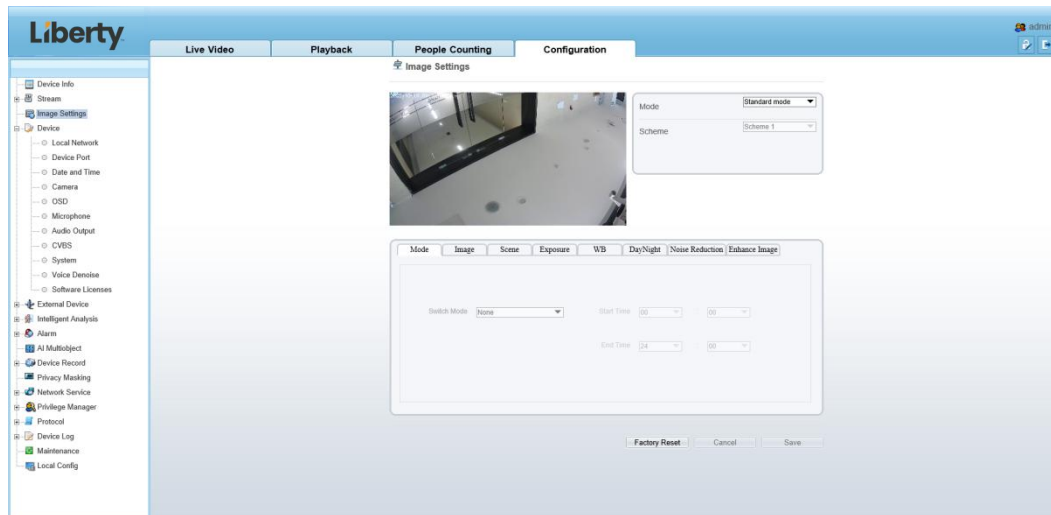 Liberty
admin
Live Video
Playback
People Counting
Configuration
Image Settings
Device Info
Stream
Image Settings
Device
Local Network
Device Port
Date and Time
Camera
OSD
Microphone
Audio Output
CVBS
System
Voice Denoise
Software Licenses
External Device
Intelligent Analysis
Alarm
AI Multiobject
Device Record
Privacy Masking
Network Service
Privilege Manager
Protocol
Device Log
Maintenance
Local Config
Mode Standard mode
Scheme Scheme 1
Mode Image Scene Exposure WB DayNight Noise Reduction Enhance Image
Switch Mode None Start Time 00 : 00
End Time 24 : 00
Factory Reset Cancel Save